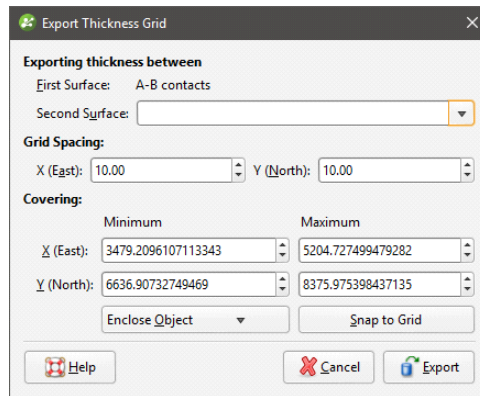 Export Thickness Grid
Exporting thickness between
First Surface: A-B contacts
Second Surface:
Grid Spacing:
X (East): 10.00 Y (North): 10.00
Covering:
Minimum Maximum
X (East): 3479.2096107113343 5204.727499479282
Y (North): 6636.90732749469 8375.975398437135
Enclose Object Snap to Grid
Help Cancel Export